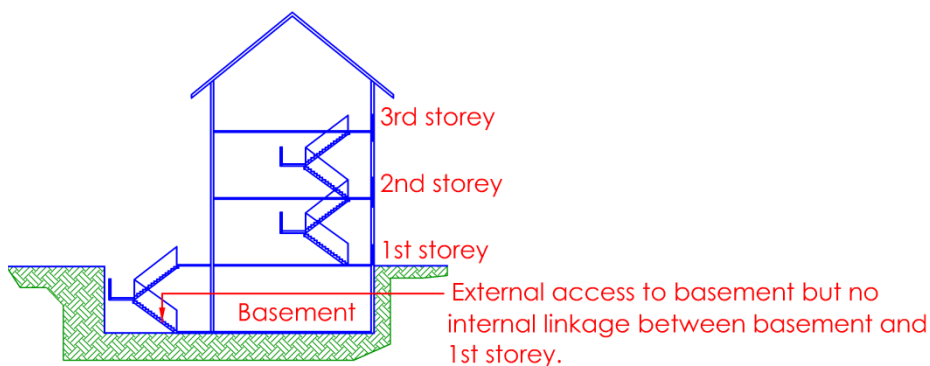 3rd storey
2nd storey
1st storey
Basement
External access to basement but no
internal linkage between basement and
1st storey.